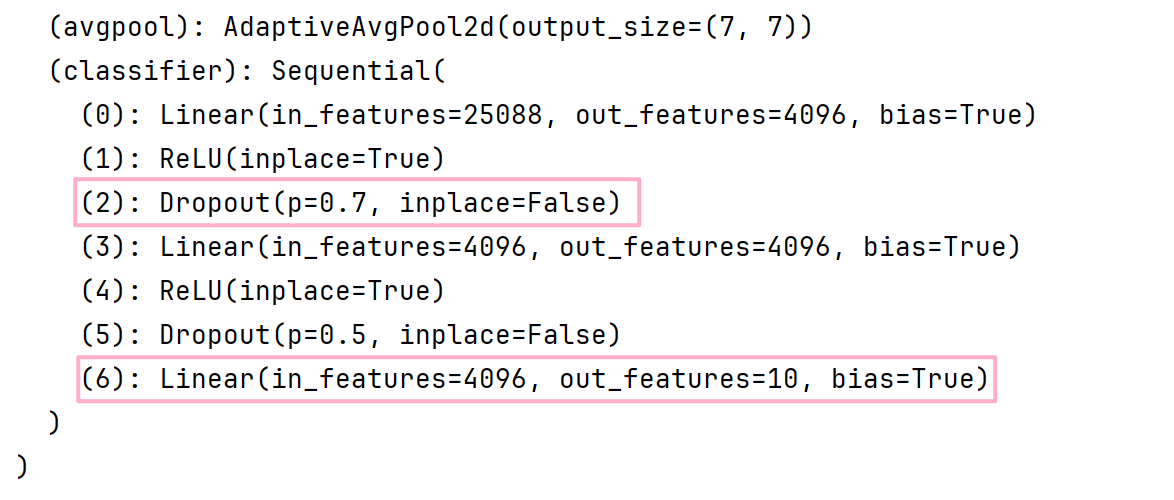 (avgpool): AdaptiveAvgPool2d(output_size=(7, 7))
(classifier): Sequential(
(0): Linear(in_features=25088, out_features=4096, bias=True)
(1): ReLU(inplace=True)
(2): Dropout(p=0.7, inplace=False)
(3): Linear(in_features=4096, out_features=4096, bias=True)
(4): ReLU(inplace=True)
(5): Dropout(p=0.5, inplace=False)
(6): Linear(in_features=4096, out_features=10, bias=True)
)
)